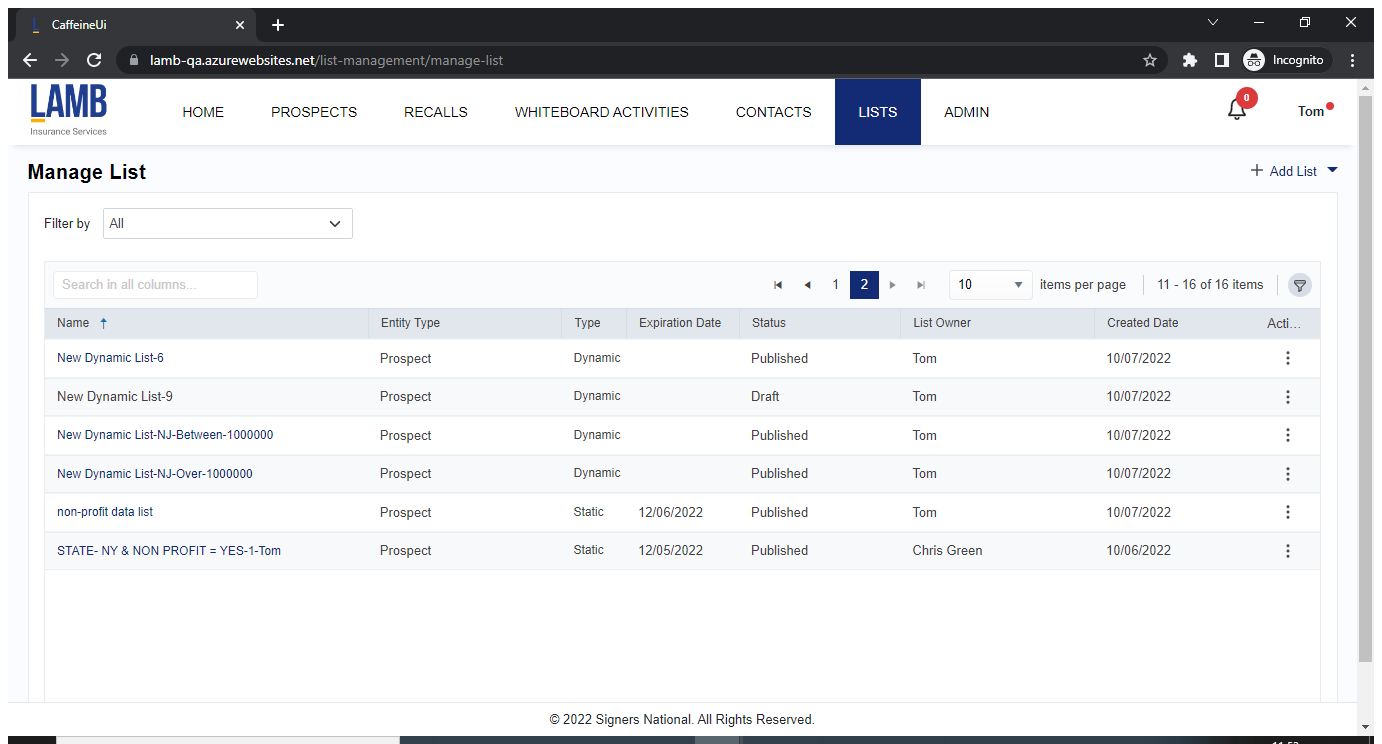 CaffeineUi
lamb-qa.azurewebsites.net/list-management/manage-list
Incognito
LAMB
Insurance Services
HOME PROSPECTS RECALLS WHITEBOARD ACTIVITIES CONTACTS LISTS ADMIN 0 Tom
Manage List
Add List
Filter by All
Search in all columns... 1 2 10 items per page 11 - 16 of 16 items
Name Entity Type Type Expiration Date Status List Owner Created Date Acti...
New Dynamic List-6 Prospect Dynamic Published Tom 10/07/2022
New Dynamic List-9 Prospect Dynamic Draft Tom 10/07/2022
New Dynamic List-NJ-Between-1000000 Prospect Dynamic Published Tom 10/07/2022
New Dynamic List-NJ-Over-1000000 Prospect Dynamic Published Tom 10/07/2022
non-profit data list Prospect Static 12/06/2022 Published Tom 10/07/2022
STATE- NY & NON PROFIT = YES-1-Tom Prospect Static 12/05/2022 Published Chris Green 10/06/2022
© 2022 Signers National. All Rights Reserved.